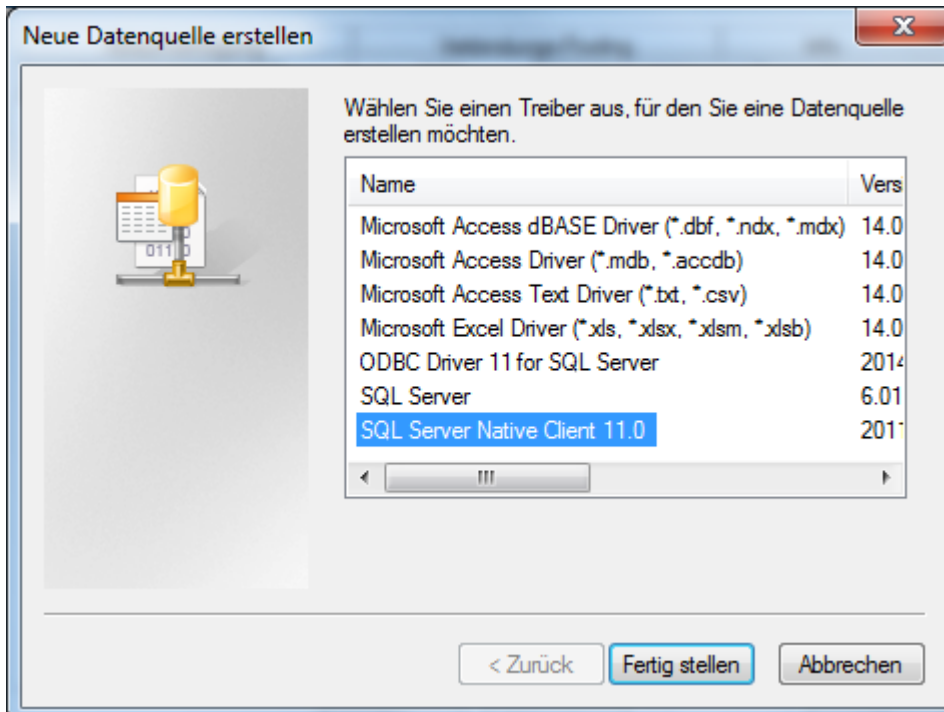 Neue Datenquelle erstellen
Wählen Sie einen Treiber aus, für den Sie eine Datenquelle
erstellen möchten.
Name Vers
Microsoft Access dBASE Driver (*.dbf, *.ndx, *.mdx) 14.0
Microsoft Access Driver (*.mdb, *.accdb) 14.0
Microsoft Access Text Driver (*.txt, *.csv) 14.0
Microsoft Excel Driver (*.xls, *.xlsx, *.xlsm, *.xlsb) 14.0
ODBC Driver 11 for SQL Server 2014
SQL Server 6.01
SQL Server Native Client 11.0 2011
< Zurück Fertig stellen Abbrechen